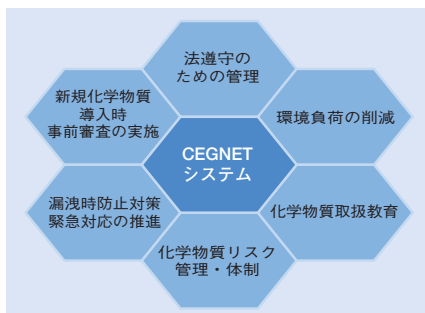 法遵守の
ための管理
新規化学物質
導入時
事前審査の実施
環境負荷の削減
CEGNET
システム
漏洩時防止対策
緊急対応の推進
化学物質取扱教育
化学物質リスク
管理・体制